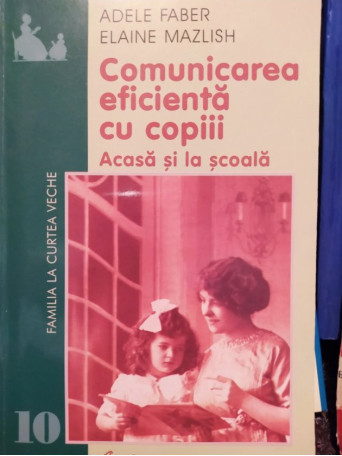 ADELE FABER
ELAINE MAZLISH
Comunicarea
eficientă
cu copiii
Acasă și la școală
FAMILIA LA CURTEA VECHE
10